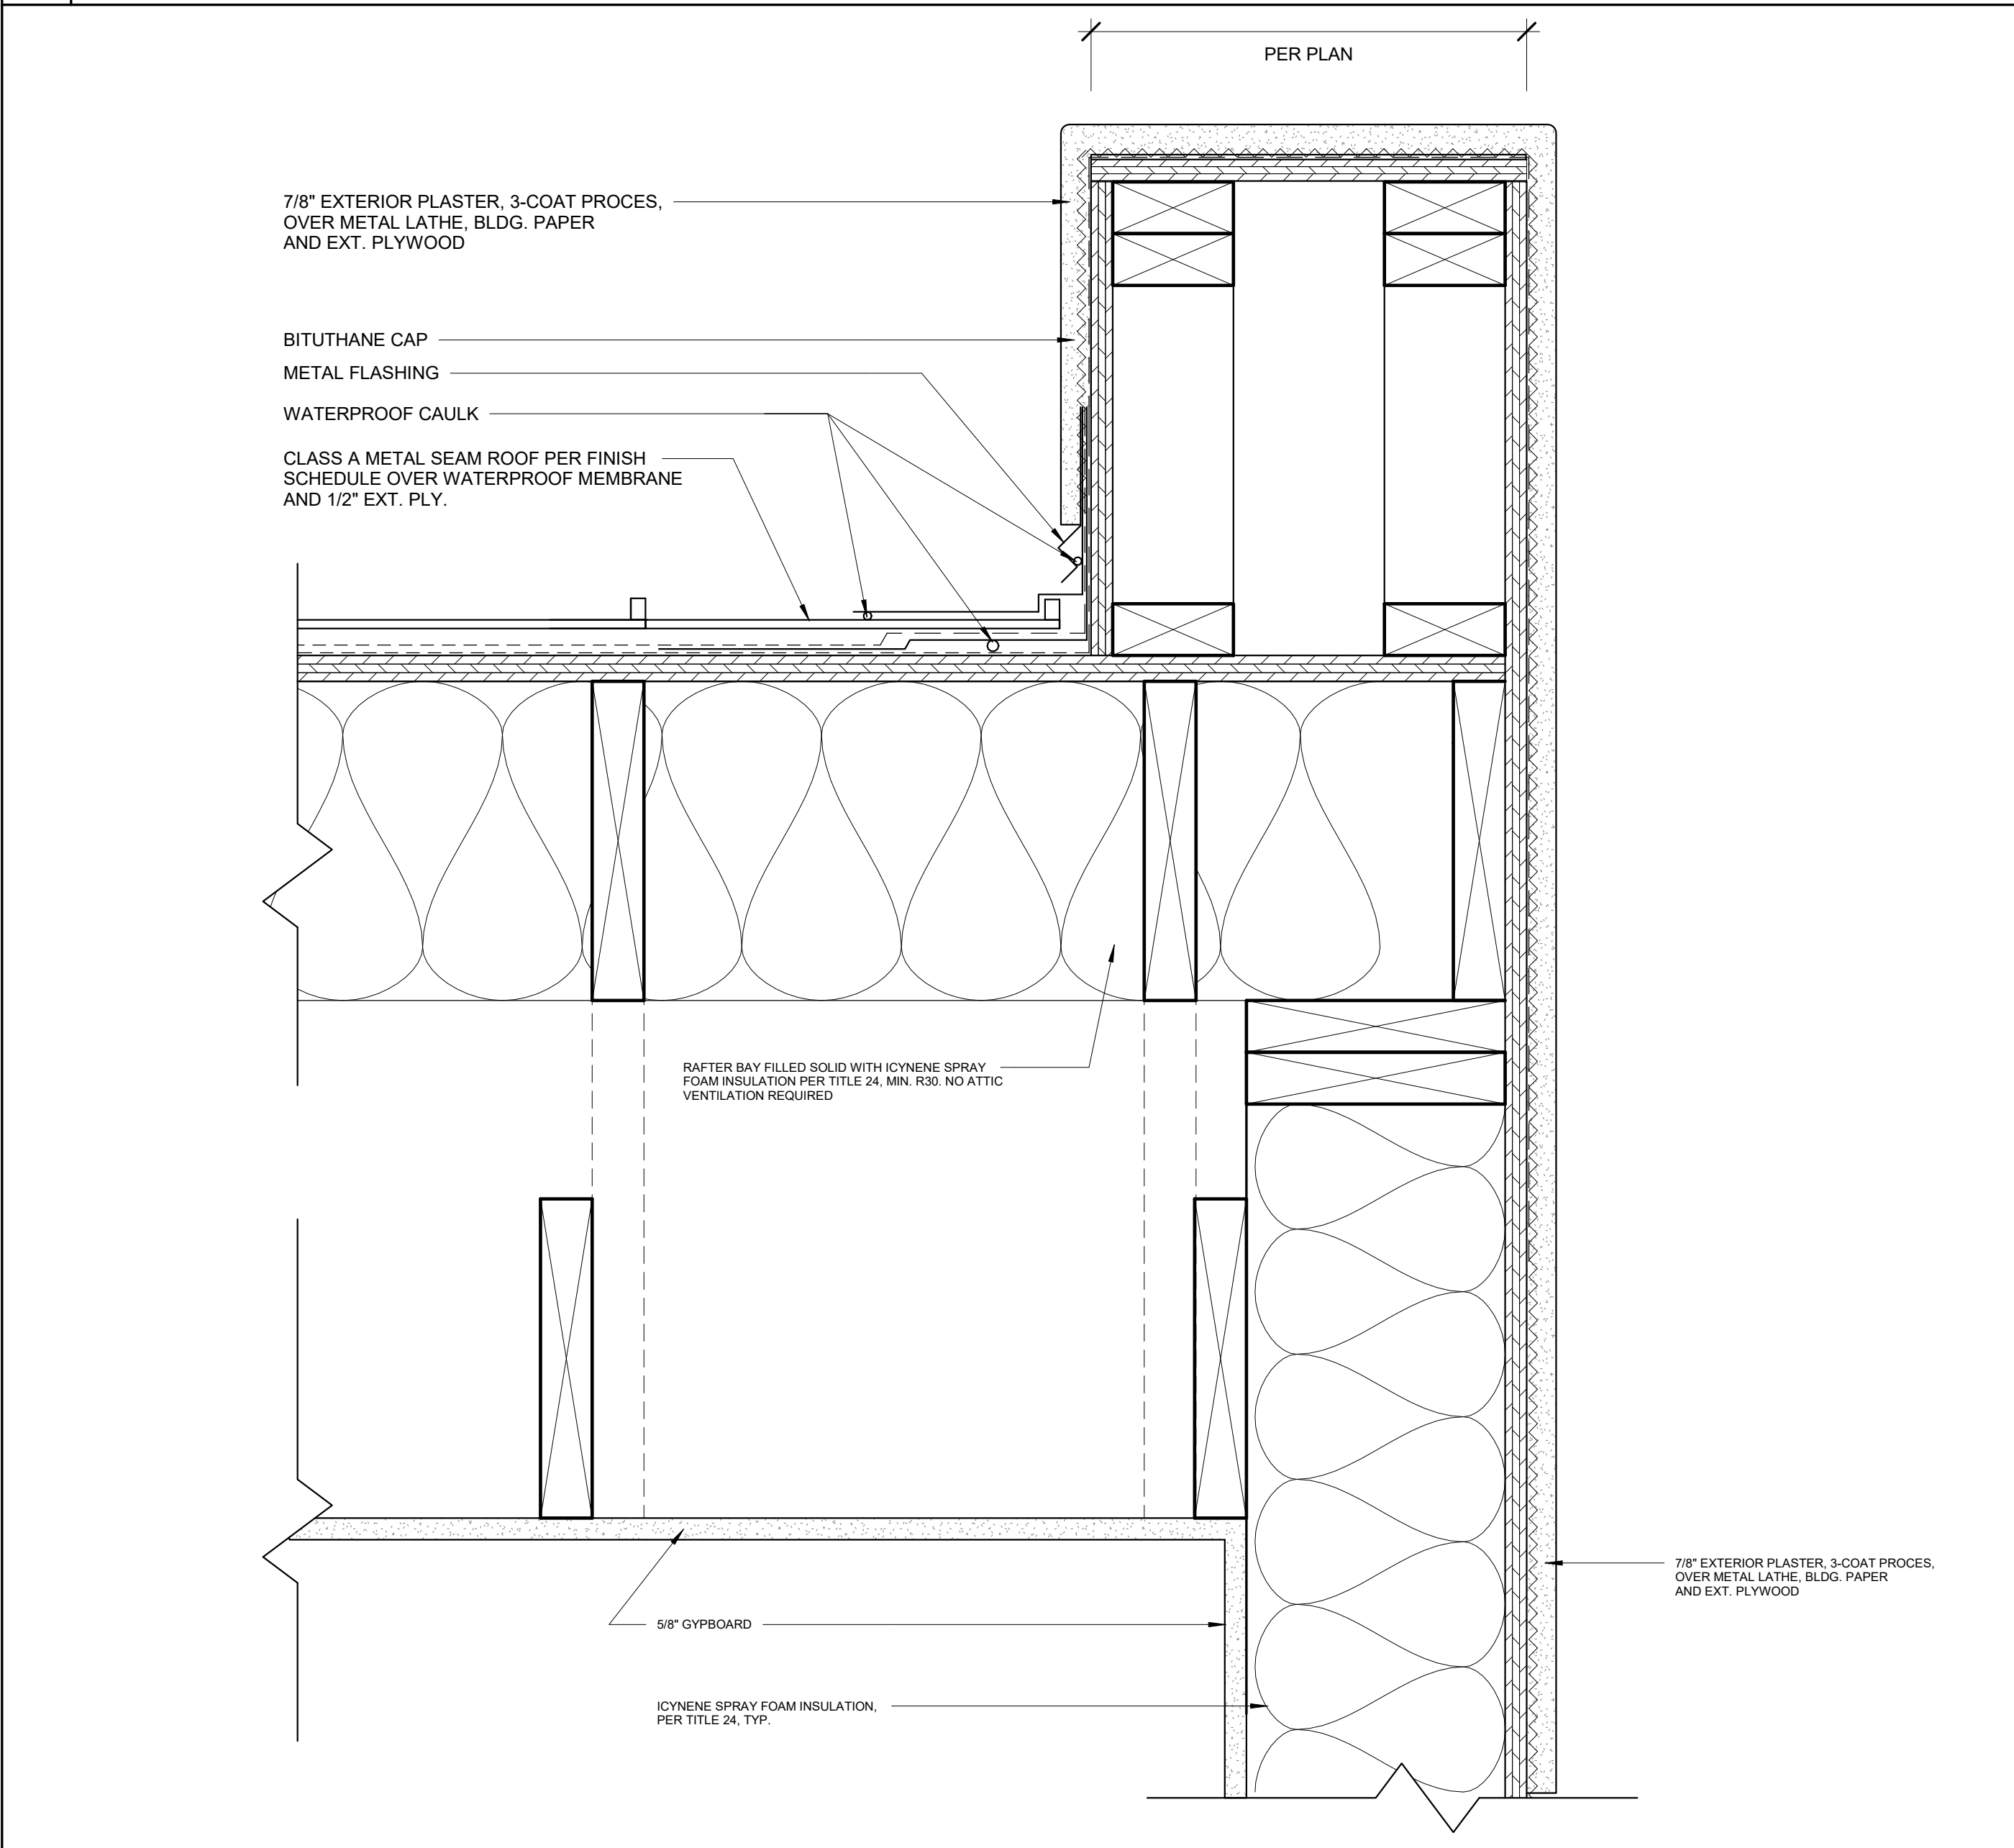 PER PLAN
7/8" EXTERIOR PLASTER, 3-COAT PROCES,
OVER METAL LATHE, BLDG. PAPER
AND EXT. PLYWOOD
BITUTHANE CAP
METAL FLASHING
WATERPROOF CAULK
CLASS A METAL SEAM ROOF PER FINISH
SCHEDULE OVER WATERPROOF MEMBRANE
AND 1/2" EXT. PLY.
RAFTER BAY FILLED SOLID WITH ICYNENE SPRAY
FOAM INSULATION PER TITLE 24, MIN. R30. NO ATTIC
VENTILATION REQUIRED
7/8" EXTERIOR PLASTER, 3-COAT PROCES,
OVER METAL LATHE, BLDG. PAPER
AND EXT. PLYWOOD
5/8" GYPBOARD
ICYNENE SPRAY FOAM INSULATION,
PER TITLE 24, TYP.